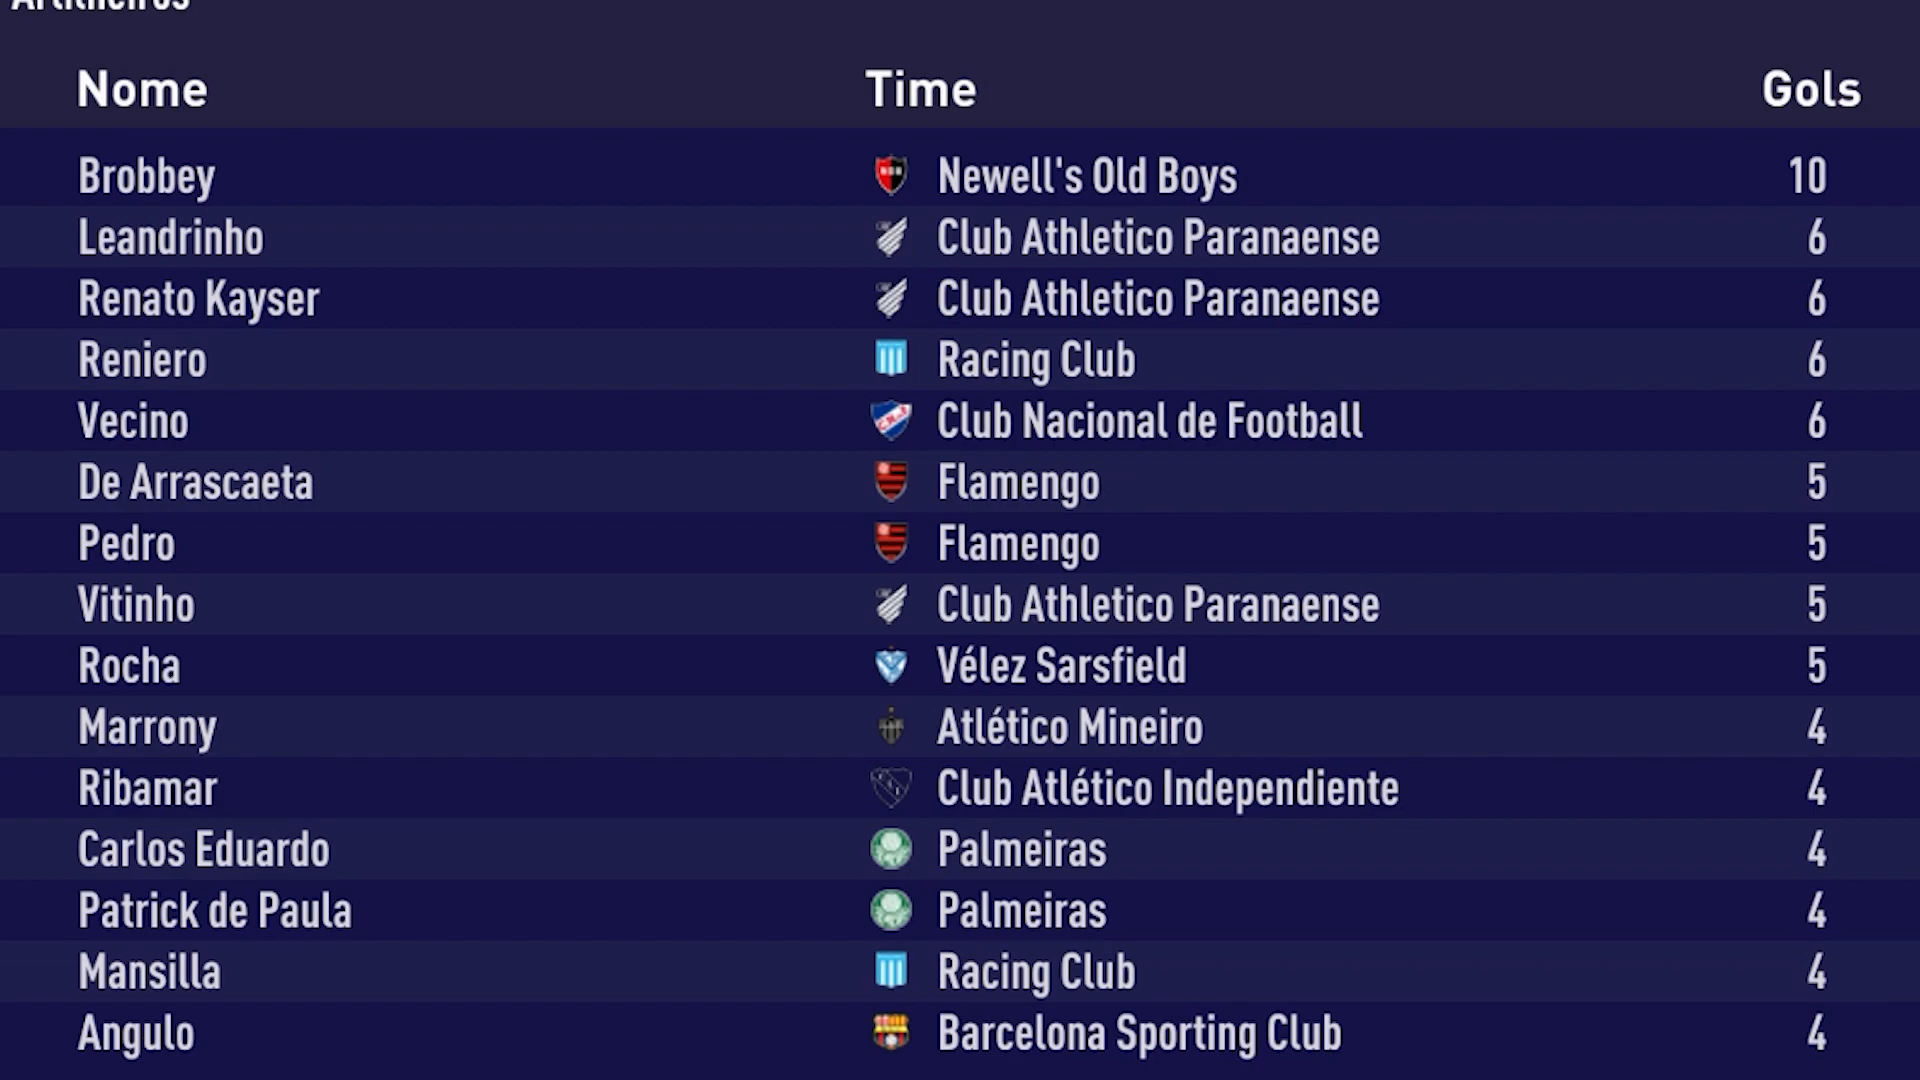 Artilheiros
Nome Time Gols
Brobbey Newell's Old Boys 10
Leandrinho Club Athletico Paranaense 6
Renato Kayser Club Athletico Paranaense 6
Reniero Racing Club 6
Vecino Club Nacional de Football 6
De Arrascaeta Flamengo 5
Pedro Flamengo 5
Vitinho Club Athletico Paranaense 5
Rocha Vélez Sarsfield 5
Marrony Atlético Mineiro 4
Ribamar Club Atlético Independiente 4
Carlos Eduardo Palmeiras 4
Patrick de Paula Palmeiras 4
Mansilla Racing Club 4
Angulo Barcelona Sporting Club 4